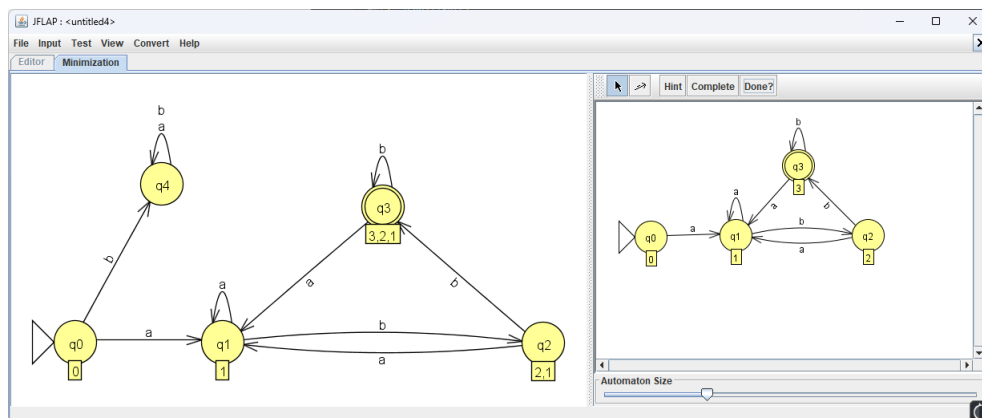 JFLAP : <untitled4>
File Input Test View Convert Help
Editor Minimization
b
a
q4
b
q3
3,2,1
b
a
b
a
q0
0
a
q1
1
b
a
q2
2,1
Hint Complete Done?
b
q3
3
a
a
b
q0
0
a
q1
1
b
a
q2
2
Automaton Size